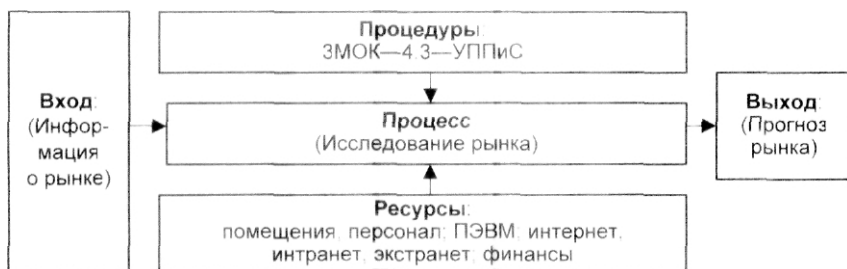 Процедуры:
3МОК—4.3—УППиС
Вход:
(Инфор-
мация
о рынке)
Процесс
(Исследование рынка)
Выход:
(Прогноз
рынка)
Ресурсы:
помещения, персонал; ПЭВМ; интернет,
интранет, экстранет; финансы